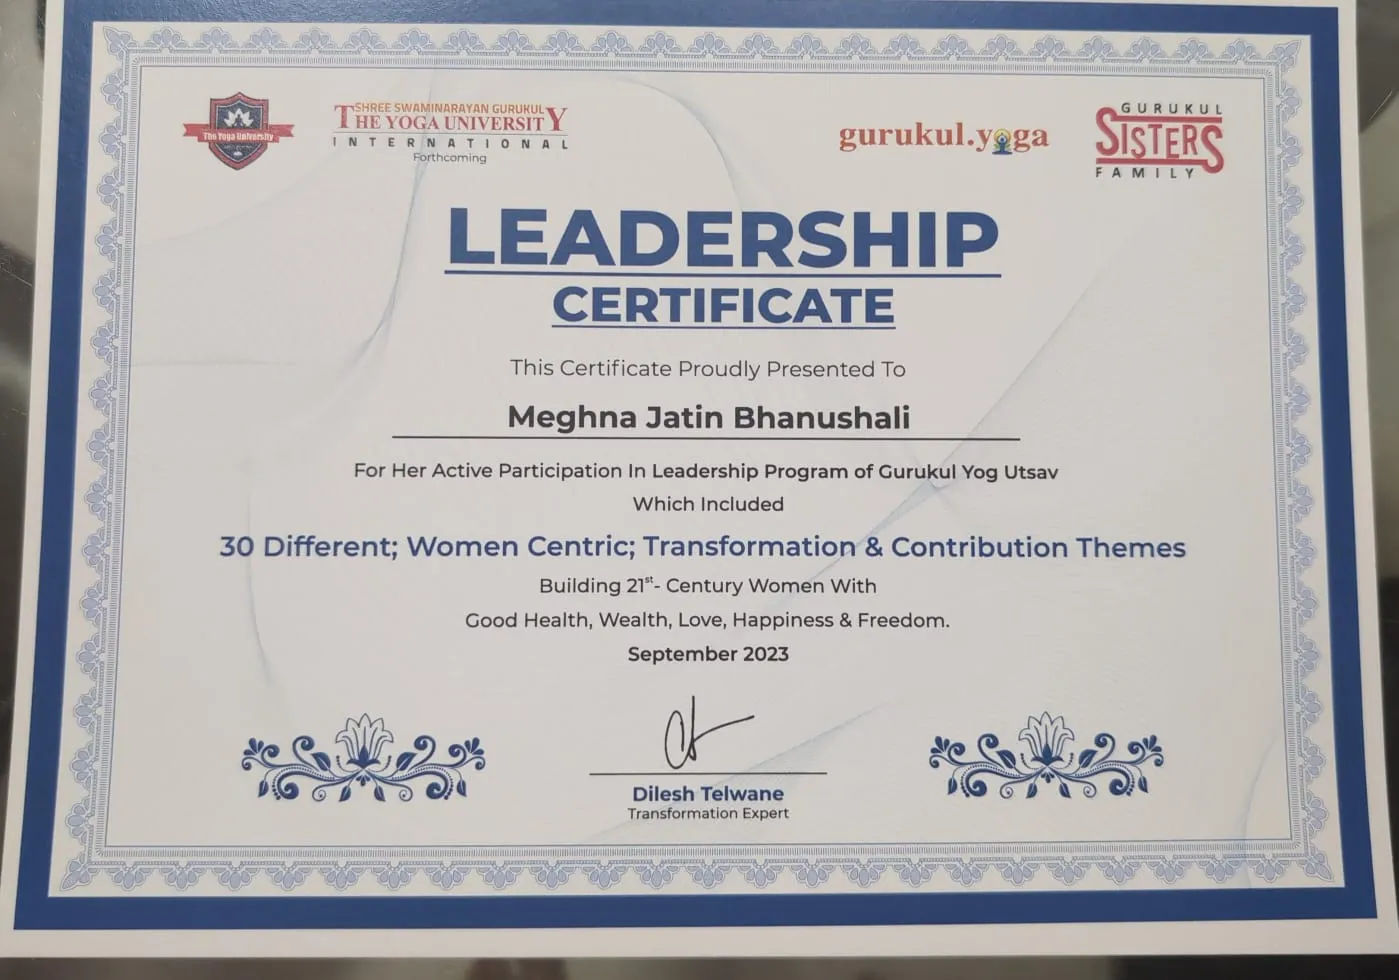 The Yoga University
SHREE SWAMINARAYAN GURUKUL
THE YOGA UNIVERSITY
INTERNATIONAL
Forthcoming
gurukul.yoga
GURUKUL
SISTERS
FAMILY
LEADERSHIP
CERTIFICATE
This Certificate Proudly Presented To
Meghna Jatin Bhanushali
For Her Active Participation In Leadership Program of Gurukul Yog Utsav
Which Included
30 Different; Women Centric; Transformation & Contribution Themes
Building 21st- Century Women With
Good Health, Wealth, Love, Happiness & Freedom.
September 2023
Dilesh Telwane
Transformation Expert